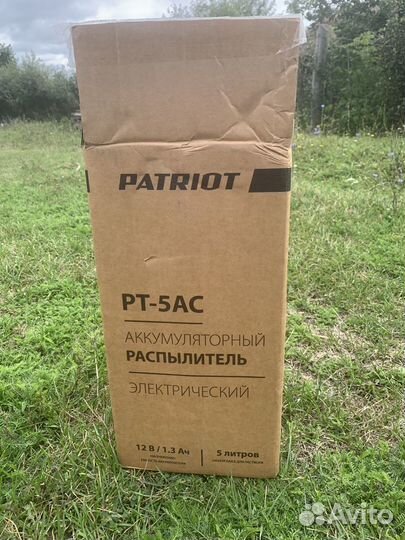 PATRIOT
PT-5AC
АККУМУЛЯТОРНЫЙ
РАСПЫЛИТЕЛЬ
ЭЛЕКТРИЧЕСКИЙ
12 В / 1.3 Ач
5 литров
Avito